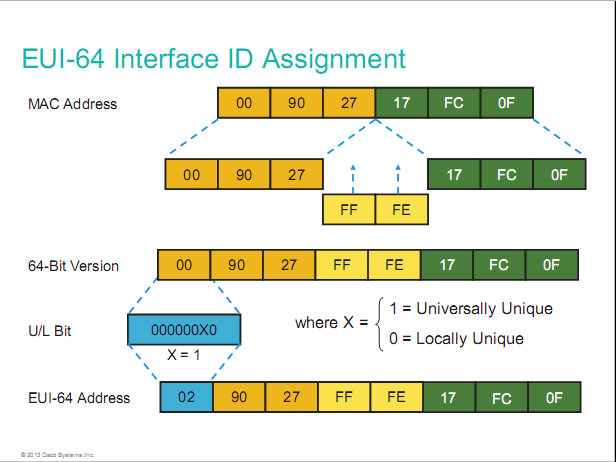 EUI-64 Interface ID Assignment
MAC Address 00 90 27 17 FC 0F
00 90 27 17 FC 0F
FF FE
64-Bit Version 00 90 27 FF FE 17 FC 0F
1 = Universally Unique
U/L Bit 000000X0 where X =
0 = Locally Unique
X = 1
EUI-64 Address 02 90 27 FF FE 17 FC 0F
© 2013 Cisco Systems, Inc.